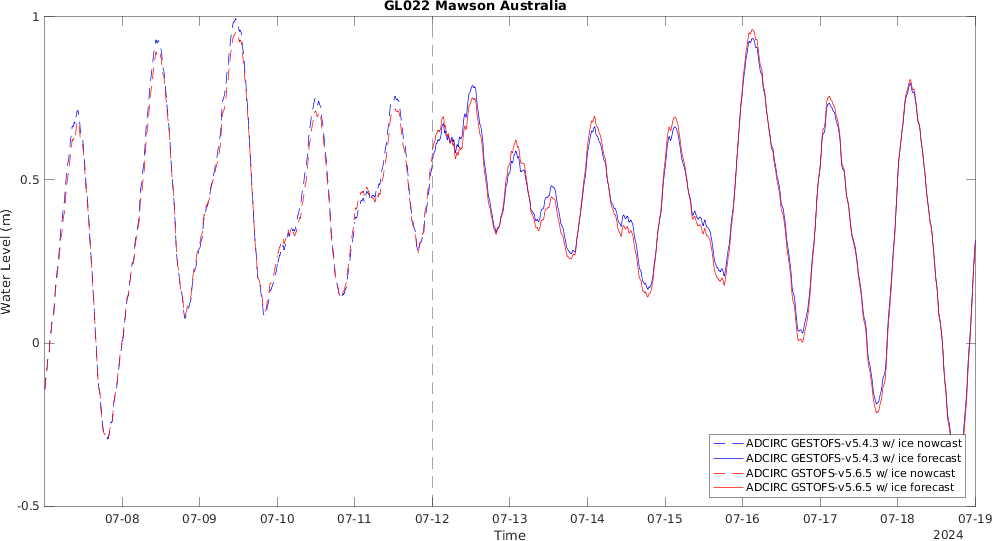 GL022 Mawson Australia
1
0.5
0
-0.5
Water Level (m)
07-08 07-09 07-10 07-11 07-12 07-13 07-14 07-15 07-16 07-17 07-18 07-19
Time
2024
ADCIRC GESTOFS-v5.4.3 w/ ice nowcast
ADCIRC GESTOFS-v5.4.3 w/ ice forecast
ADCIRC GSTOFS-v5.6.5 w/ ice nowcast
ADCIRC GSTOFS-v5.6.5 w/ ice forecast